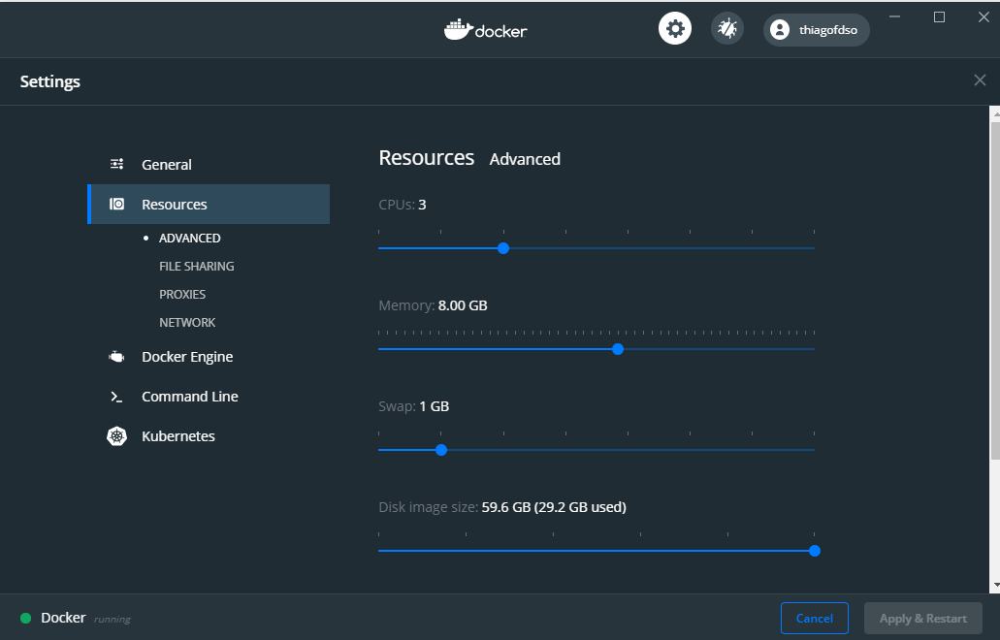 docker
thiagofdso
Settings
General
Resources
ADVANCED
FILE SHARING
PROXIES
NETWORK
Docker Engine
Command Line
Kubernetes
Resources Advanced
CPUs: 3
Memory: 8.00 GB
Swap: 1 GB
Disk image size: 59.6 GB (29.2 GB used)
Docker running
Cancel
Apply & Restart